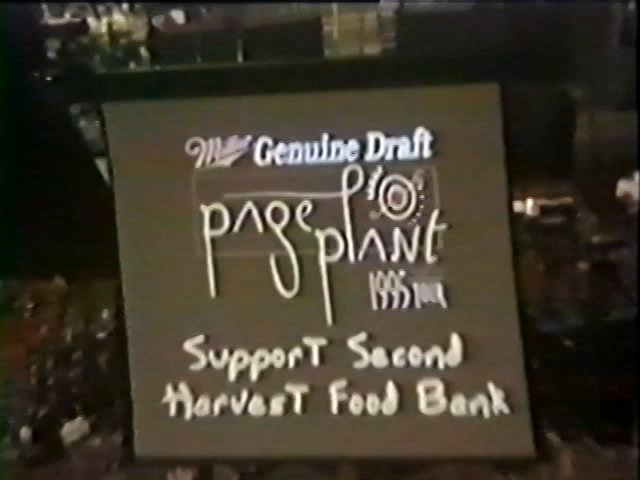 Miller Genuine Draft
page plant
1995 TOUR
SupporT Second
HarvesT Food Bank